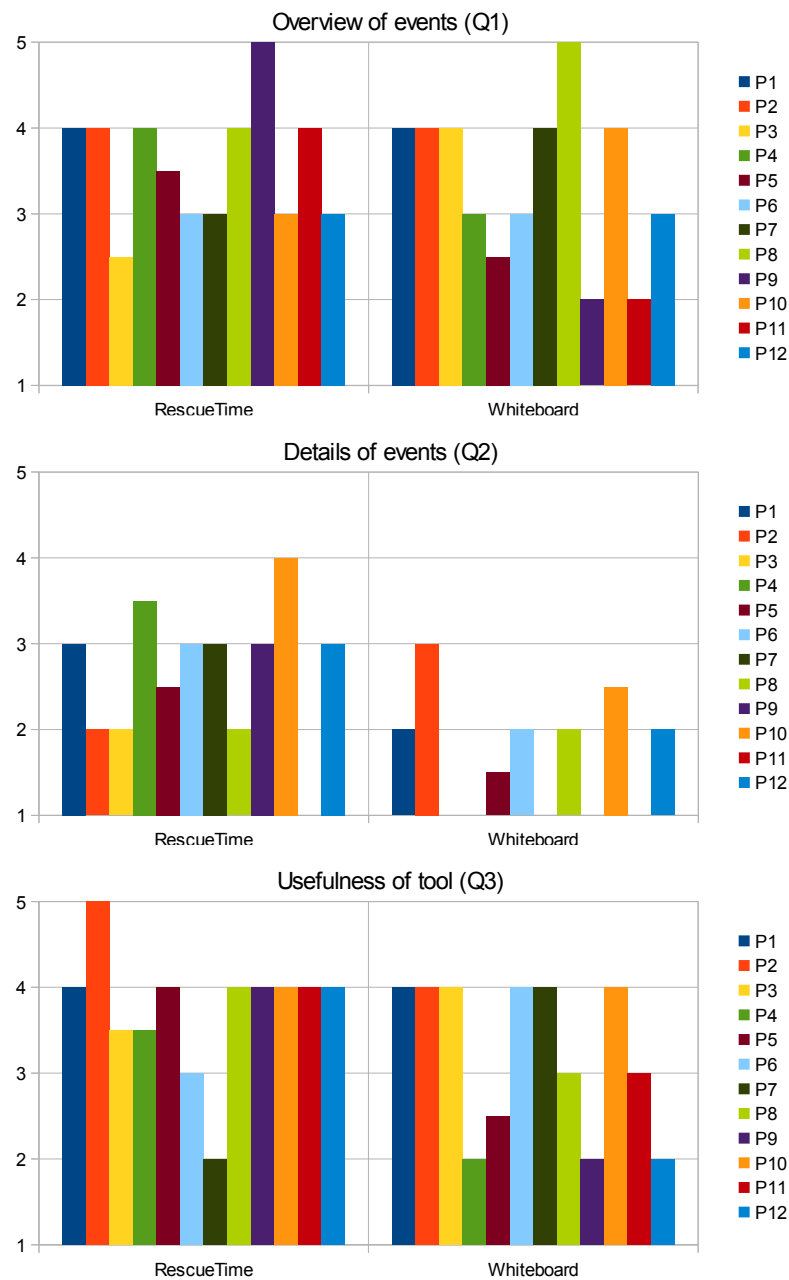 Overview of events (Q1)
5
4
3
2
1
RescueTime
Whiteboard
P1
P2
P3
P4
P5
P6
P7
P8
P9
P10
P11
P12
Details of events (Q2)
5
4
3
2
1
RescueTime
Whiteboard
P1
P2
P3
P4
P5
P6
P7
P8
P9
P10
P11
P12
Usefulness of tool (Q3)
5
4
3
2
1
RescueTime
Whiteboard
P1
P2
P3
P4
P5
P6
P7
P8
P9
P10
P11
P12